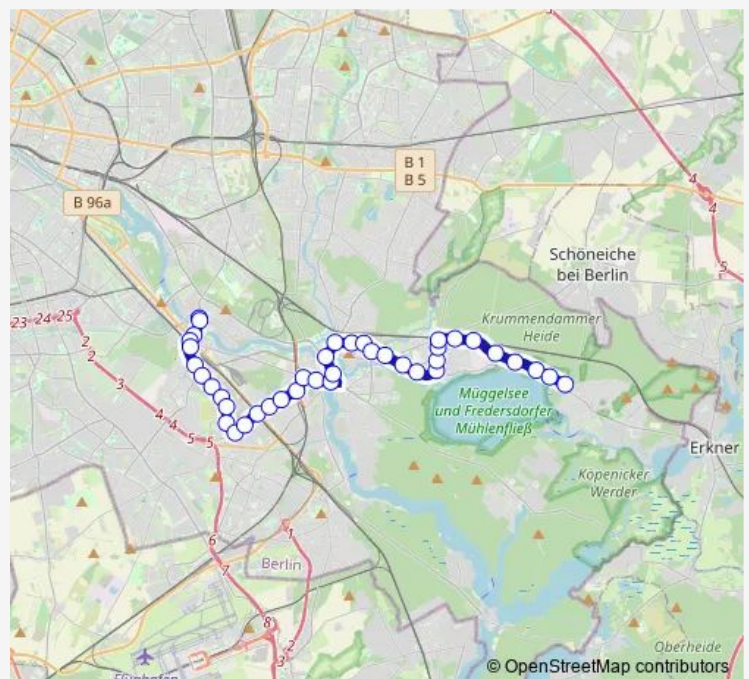 B 1
B 5
B 96a
4
4
5
Schöneiche
bei Berlin
Krummendammer
Heide
23 24 25
2
2
3
4
4
5
5
Müggelsee
und Fredersdorfer
Mühlenfließ
Erkner
Köpenicker
Werder
6
7
1
Berlin
8
2
3
3
Oberheide
Flughafen
© OpenStreetMap contributors